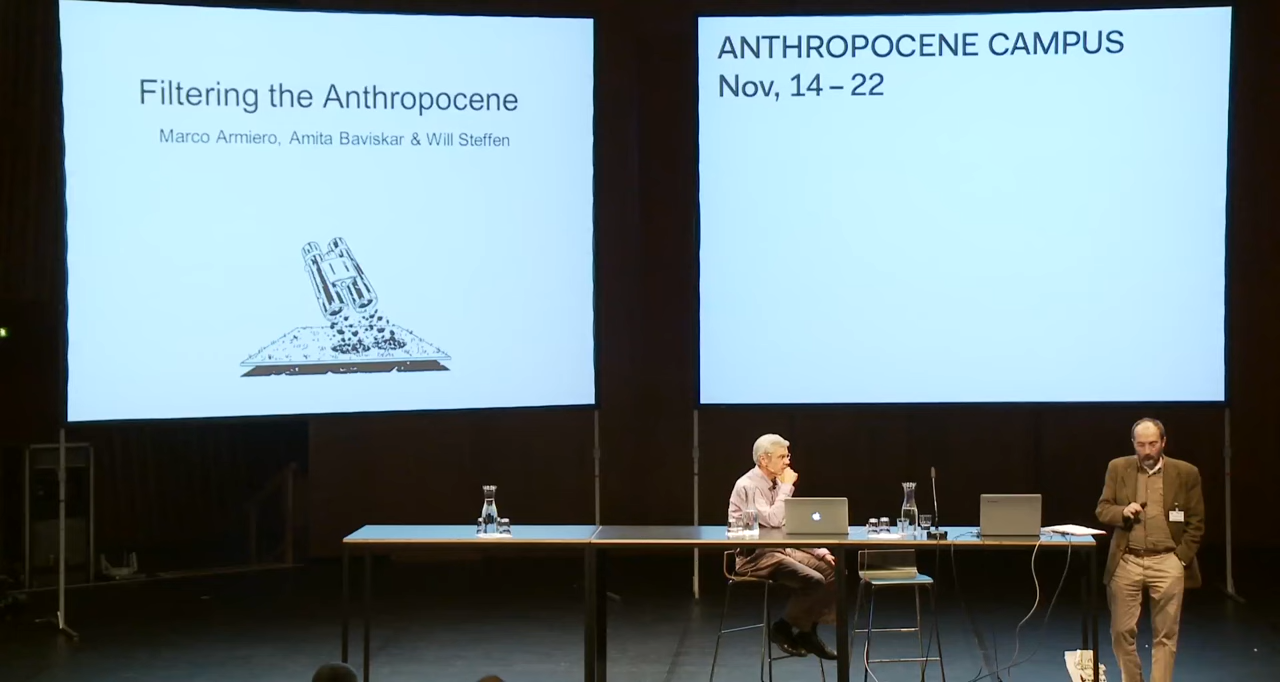 Filtering the Anthropocene
Marco Armiero, Amita Baviskar & Will Steffen
ANTHROPOCENE CAMPUS
Nov, 14 – 22